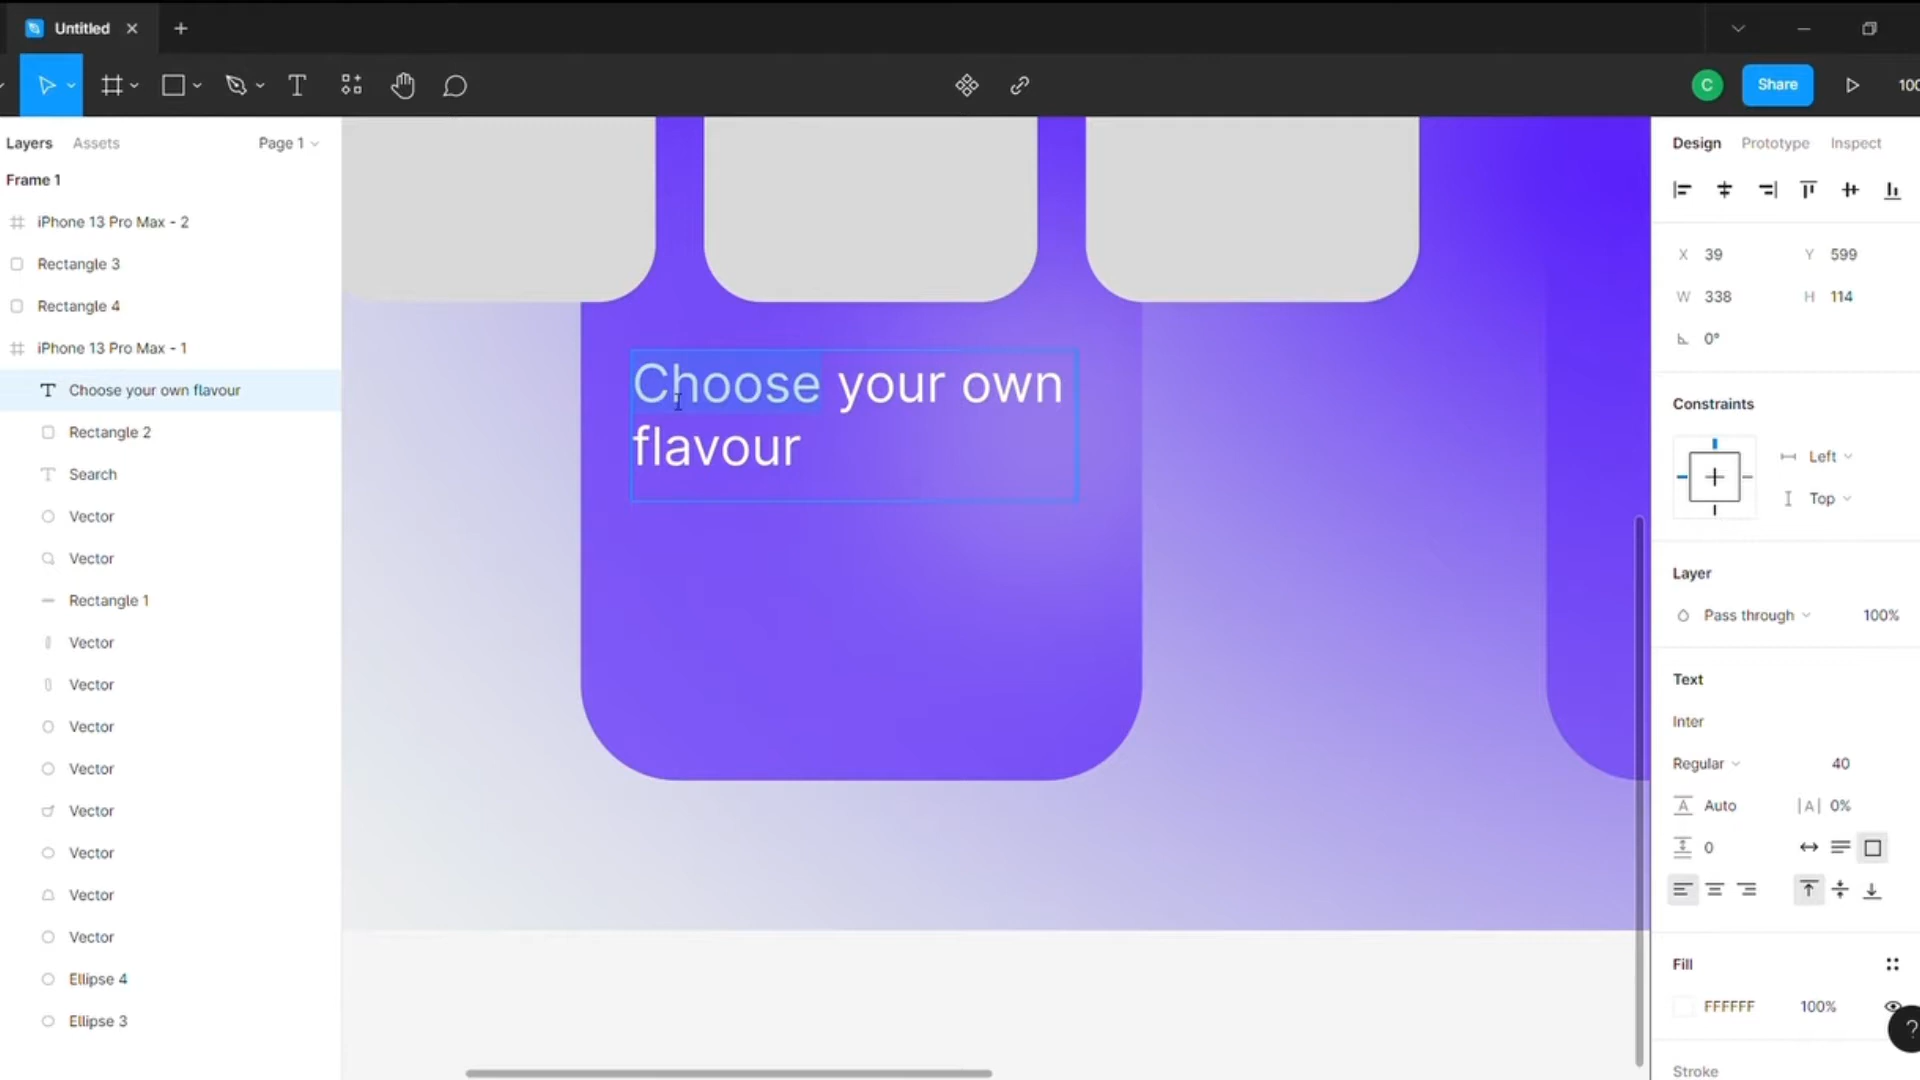 Untitled
C
Share
100
Layers
Assets
Page 1
Frame 1
iPhone 13 Pro Max - 2
Rectangle 3
Rectangle 4
iPhone 13 Pro Max - 1
Choose your own flavour
Rectangle 2
Search
Vector
Vector
Rectangle 1
Vector
Vector
Vector
Vector
Vector
Vector
Vector
Vector
Ellipse 4
Ellipse 3
Choose your own
flavour
Design
Prototype
Inspect
X 39
Y 599
W 338
H 114
0°
Constraints
Left
Top
Layer
Pass through
100%
Text
Inter
Regular
40
Auto
|A| 0%
0
Fill
FFFFFF
100%
?
Stroke